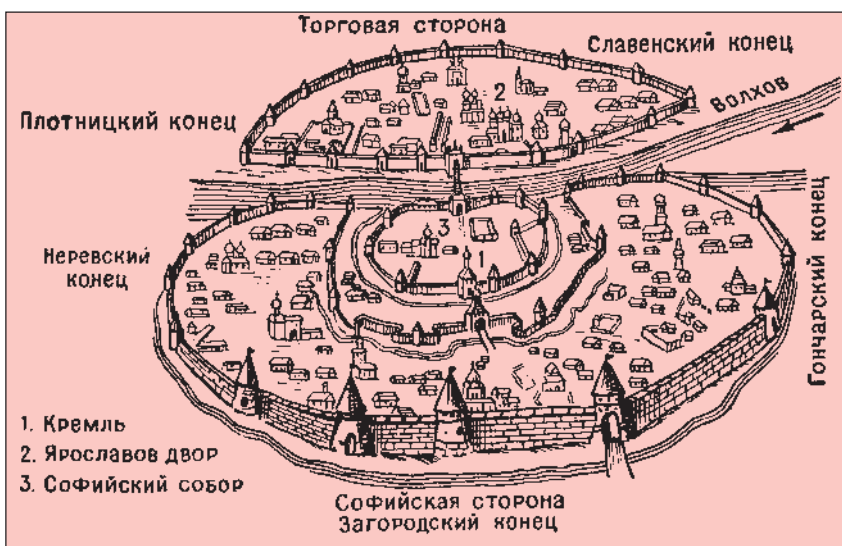 Торговая сторона
Славенский конец
Волхов
2
Плотницкий конец
3
1
Неревский
конец
Гончарский конец
1. Кремль
2. Ярославов двор
3. Софийский собор
Софийская сторона
Загородский конец